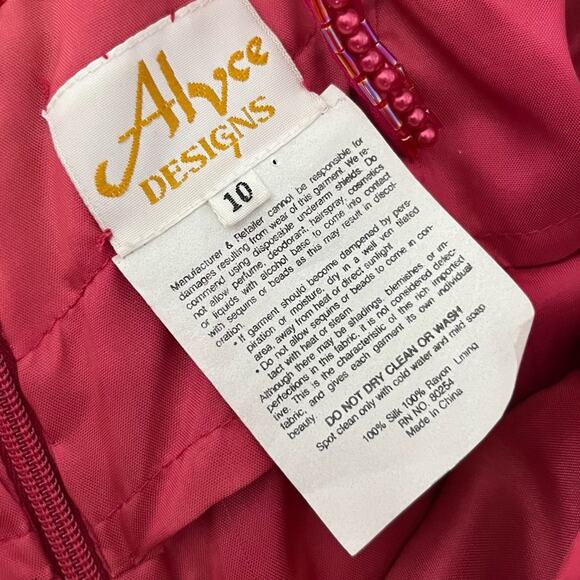 Alyce
DESIGNS
10
Manufacturer & Retailer cannot be responsible for
damages resulting from wear of this garment. We re-
commend using disposable underarm shields. Do
not allow perfume, deodorant, hairspray, cosmetics
or liquids with alcohol base to come into contact
with sequins or beads as this may result in discol-
oration.
• If garment should become dampened by pers-
piration or moisture, dry in a well ven tilated
area, away from heat or direct sunlight
• Do not allow sequins or beads to come in con-
tact with heat or steam
Although there may be shadings, blemishes, or im-
perfections in this fabric, it is not considered defec-
tive. This is the characteristic of this rich imported
fabric, and gives each garment its own individual
beauty.
DO NOT DRY CLEAN OR WASH
Spot clean only with cold water and mild soap
100% Silk 100% Rayon Lining
RN NO. 80254
Made in China